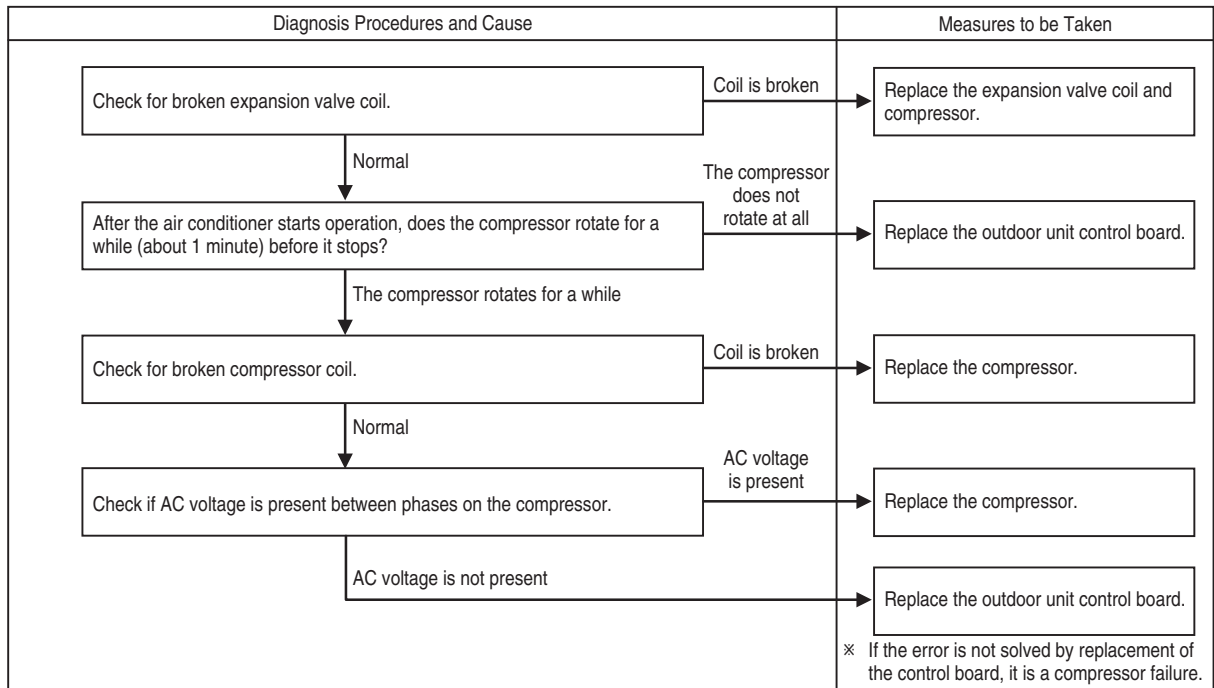 Diagnosis Procedures and Cause
Measures to be Taken
Check for broken expansion valve coil.
Coil is broken
Replace the expansion valve coil and
compressor.
Normal
After the air conditioner starts operation, does the compressor rotate for a
while (about 1 minute) before it stops?
The compressor
does not
rotate at all
Replace the outdoor unit control board.
The compressor rotates for a while
Check for broken compressor coil.
Coil is broken
Replace the compressor.
Normal
Check if AC voltage is present between phases on the compressor.
AC voltage
is present
Replace the compressor.
AC voltage is not present
Replace the outdoor unit control board.
※ If the error is not solved by replacement of
the control board, it is a compressor failure.